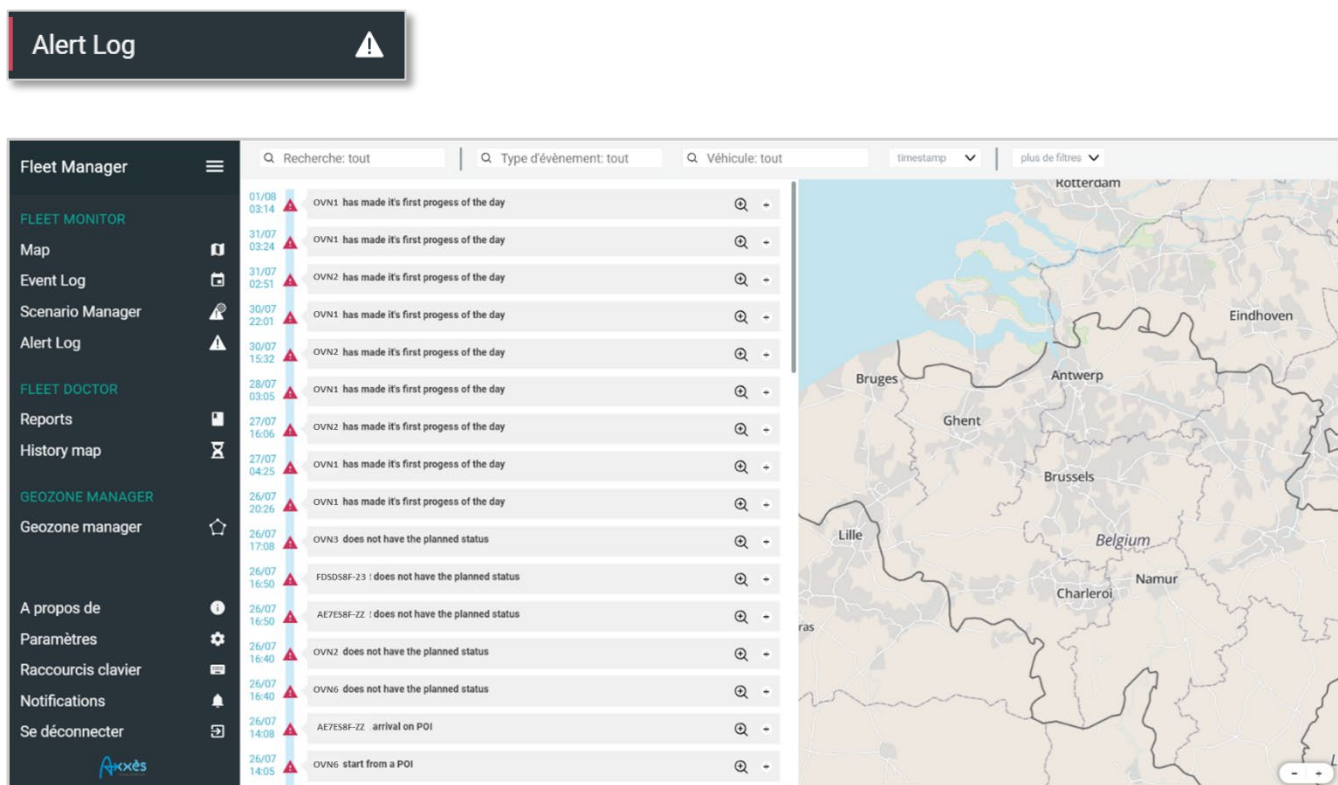 Alert Log
Fleet Manager
Recherche: tout
Type d'évènement: tout
Véhicule: tout
timestamp
plus de filtres
FLEET MONITOR
Map
Event Log
Scenario Manager
Alert Log
FLEET DOCTOR
Reports
History map
GEOZONE MANAGER
Geozone manager
A propos de
Paramètres
Raccourcis clavier
Notifications
Se déconnecter
Axxès
01/08
03:14
OVN1 has made it's first progess of the day
31/07
03:24
OVN1 has made it's first progess of the day
31/07
02:51
OVN2 has made it's first progess of the day
30/07
22:01
OVN1 has made it's first progess of the day
30/07
15:32
OVN2 has made it's first progess of the day
28/07
03:05
OVN1 has made it's first progess of the day
27/07
16:06
OVN2 has made it's first progess of the day
27/07
04:25
OVN1 has made it's first progess of the day
26/07
20:26
OVN1 has made it's first progess of the day
26/07
17:08
OVN3 does not have the planned status
26/07
16:50
FDSDS8F-23 ! does not have the planned status
26/07
16:50
AE7ES8F-ZZ ! does not have the planned status
26/07
16:40
OVN2 does not have the planned status
26/07
16:40
OVN6 does not have the planned status
26/07
14:08
AE7ES8F-ZZ arrival on POI
26/07
14:05
OVN6 start from a POI
Rotterdam
Eindhoven
Bruges
Antwerp
Ghent
Brussels
Lille
Belgium
Namur
Charleroi
ras
- +